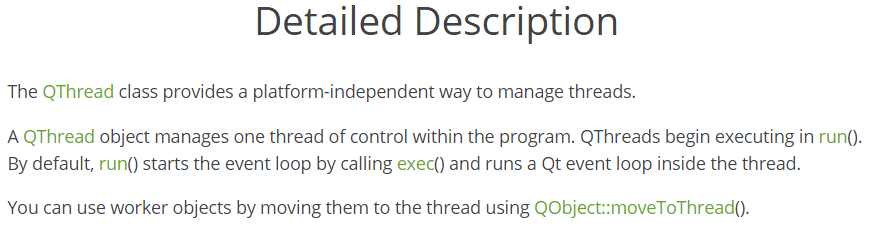 Detailed Description
The QThread class provides a platform-independent way to manage threads.
A QThread object manages one thread of control within the program. QThreads begin executing in run().
By default, run() starts the event loop by calling exec() and runs a Qt event loop inside the thread.
You can use worker objects by moving them to the thread using QObject::moveToThread().